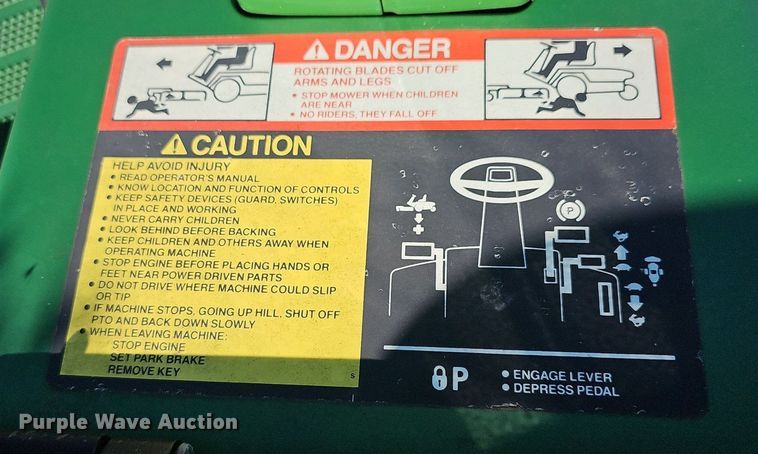 DANGER
ROTATING BLADES CUT OFF
ARMS AND LEGS
• STOP MOWER WHEN CHILDREN
ARE NEAR
• NO RIDERS, THEY FALL OFF
CAUTION
HELP AVOID INJURY
• READ OPERATOR'S MANUAL
• KNOW LOCATION AND FUNCTION OF CONTROLS
• KEEP SAFETY DEVICES (GUARD, SWITCHES)
IN PLACE AND WORKING
• NEVER CARRY CHILDREN
• LOOK BEHIND BEFORE BACKING
• KEEP CHILDREN AND OTHERS AWAY WHEN
OPERATING MACHINE
• STOP ENGINE BEFORE PLACING HANDS OR
FEET NEAR POWER DRIVEN PARTS
• DO NOT DRIVE WHERE MACHINE COULD SLIP
OR TIP
• IF MACHINE STOPS, GOING UP HILL, SHUT OFF
PTO AND BACK DOWN SLOWLY
• WHEN LEAVING MACHINE:
STOP ENGINE
SET PARK BRAKE
REMOVE KEY
S
P
P
• ENGAGE LEVER
• DEPRESS PEDAL
Purple Wave Auction